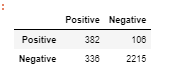 :
Positive Negative
Positive 382 106
Negative 336 2215